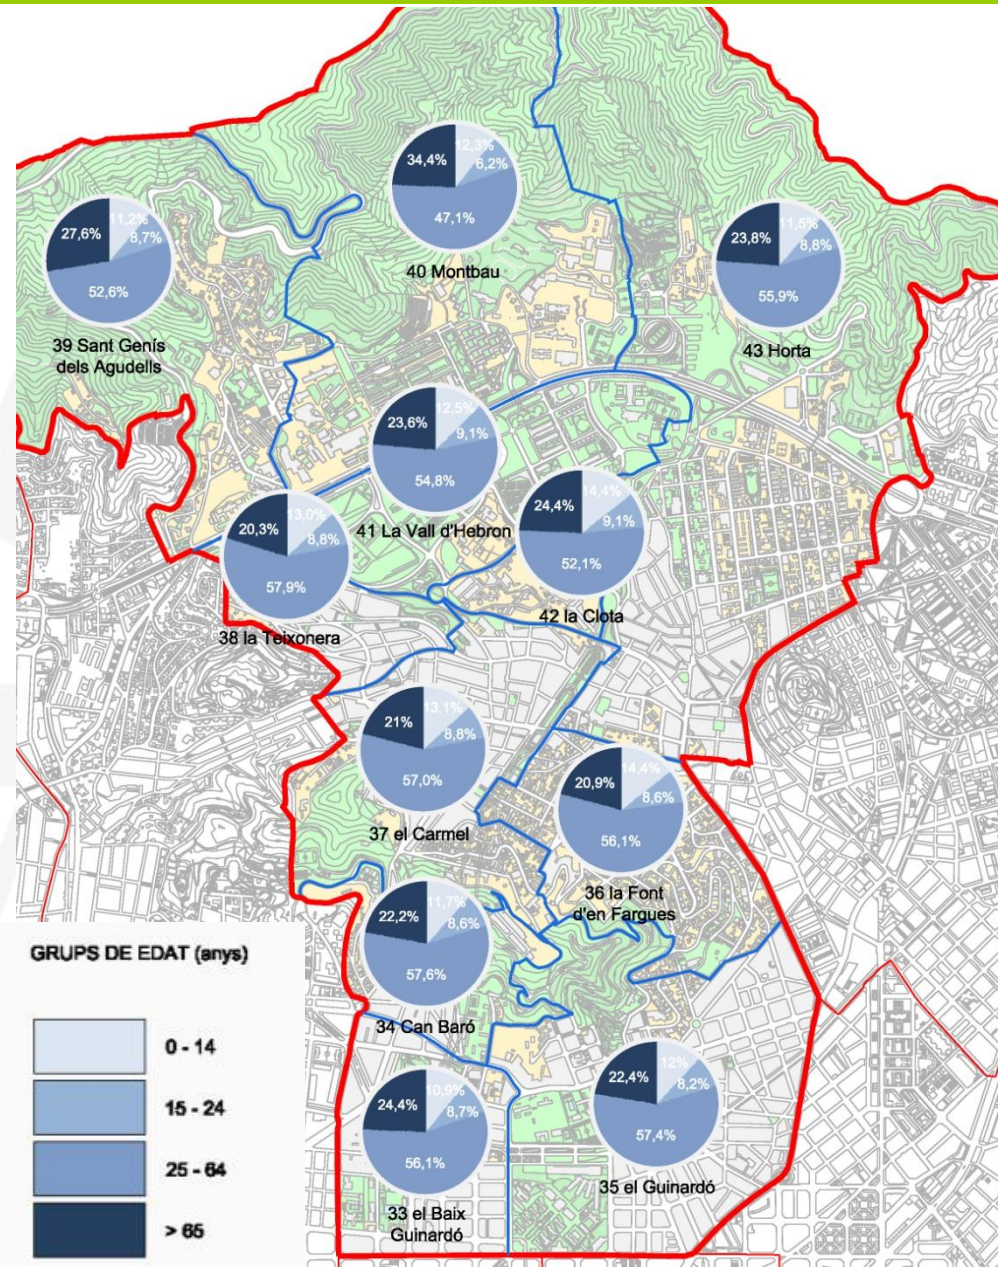 34,4%
12,3%
6,2%
47,1%
40 Montbau
27,6%
11,2%
8,7%
52,6%
39 Sant Genís
dels Agudells
23,8%
11,5%
8,8%
55,9%
43 Horta
23,6%
12,5%
9,1%
54,8%
41 La Vall d'Hebron
24,4%
14,4%
9,1%
52,1%
42 la Clota
20,3%
13,0%
8,8%
57,9%
38 la Teixonera
21%
13,1%
8,8%
57,0%
37 el Carmel
20,9%
14,4%
8,6%
56,1%
36 la Font
d'en Fargues
22,2%
11,7%
8,6%
57,6%
34 Can Baró
24,4%
10,9%
8,7%
56,1%
33 el Baix
Guinardó
22,4%
12%
8,2%
57,4%
35 el Guinardó
GRUPS DE EDAT (anys)
0 - 14
15 - 24
25 - 64
> 65